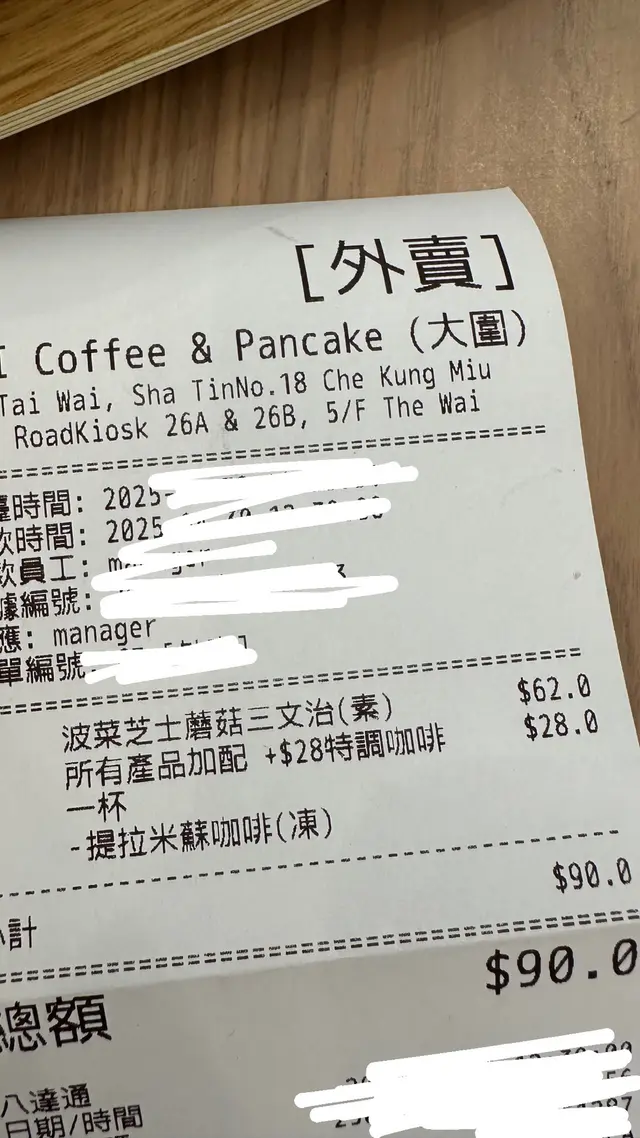 [外賣]
Coffee & Pancake (大圍)
Tai Wai, Sha TinNo.18 Che Kung Miu
RoadKiosk 26A & 26B, 5/F The Wai
時間: 2025-
時間: 2025
員工:
編號:
: manager
單編號
波菜芝士蘑菇三文治(素) $62.0
所有產品加配 +$28特調咖啡 $28.0
一杯
-提拉米蘇咖啡(凍)
計 $90.0
總額 $90.0
八達通
日期/時間